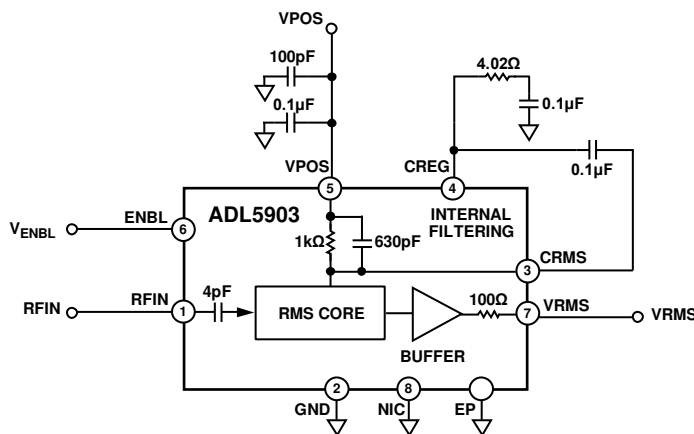 VPOS
100pF
0.1µF
VPOS
5
4.02Ω
0.1µF
CREG
4
0.1µF
ENBL
VENBL
6
ADL5903
INTERNAL
FILTERING
1kΩ
630pF
3
CRMS
RFIN
RFIN
1
4pF
RMS CORE
BUFFER
100Ω
7
VRMS
VRMS
2
8
GND
NIC
EP